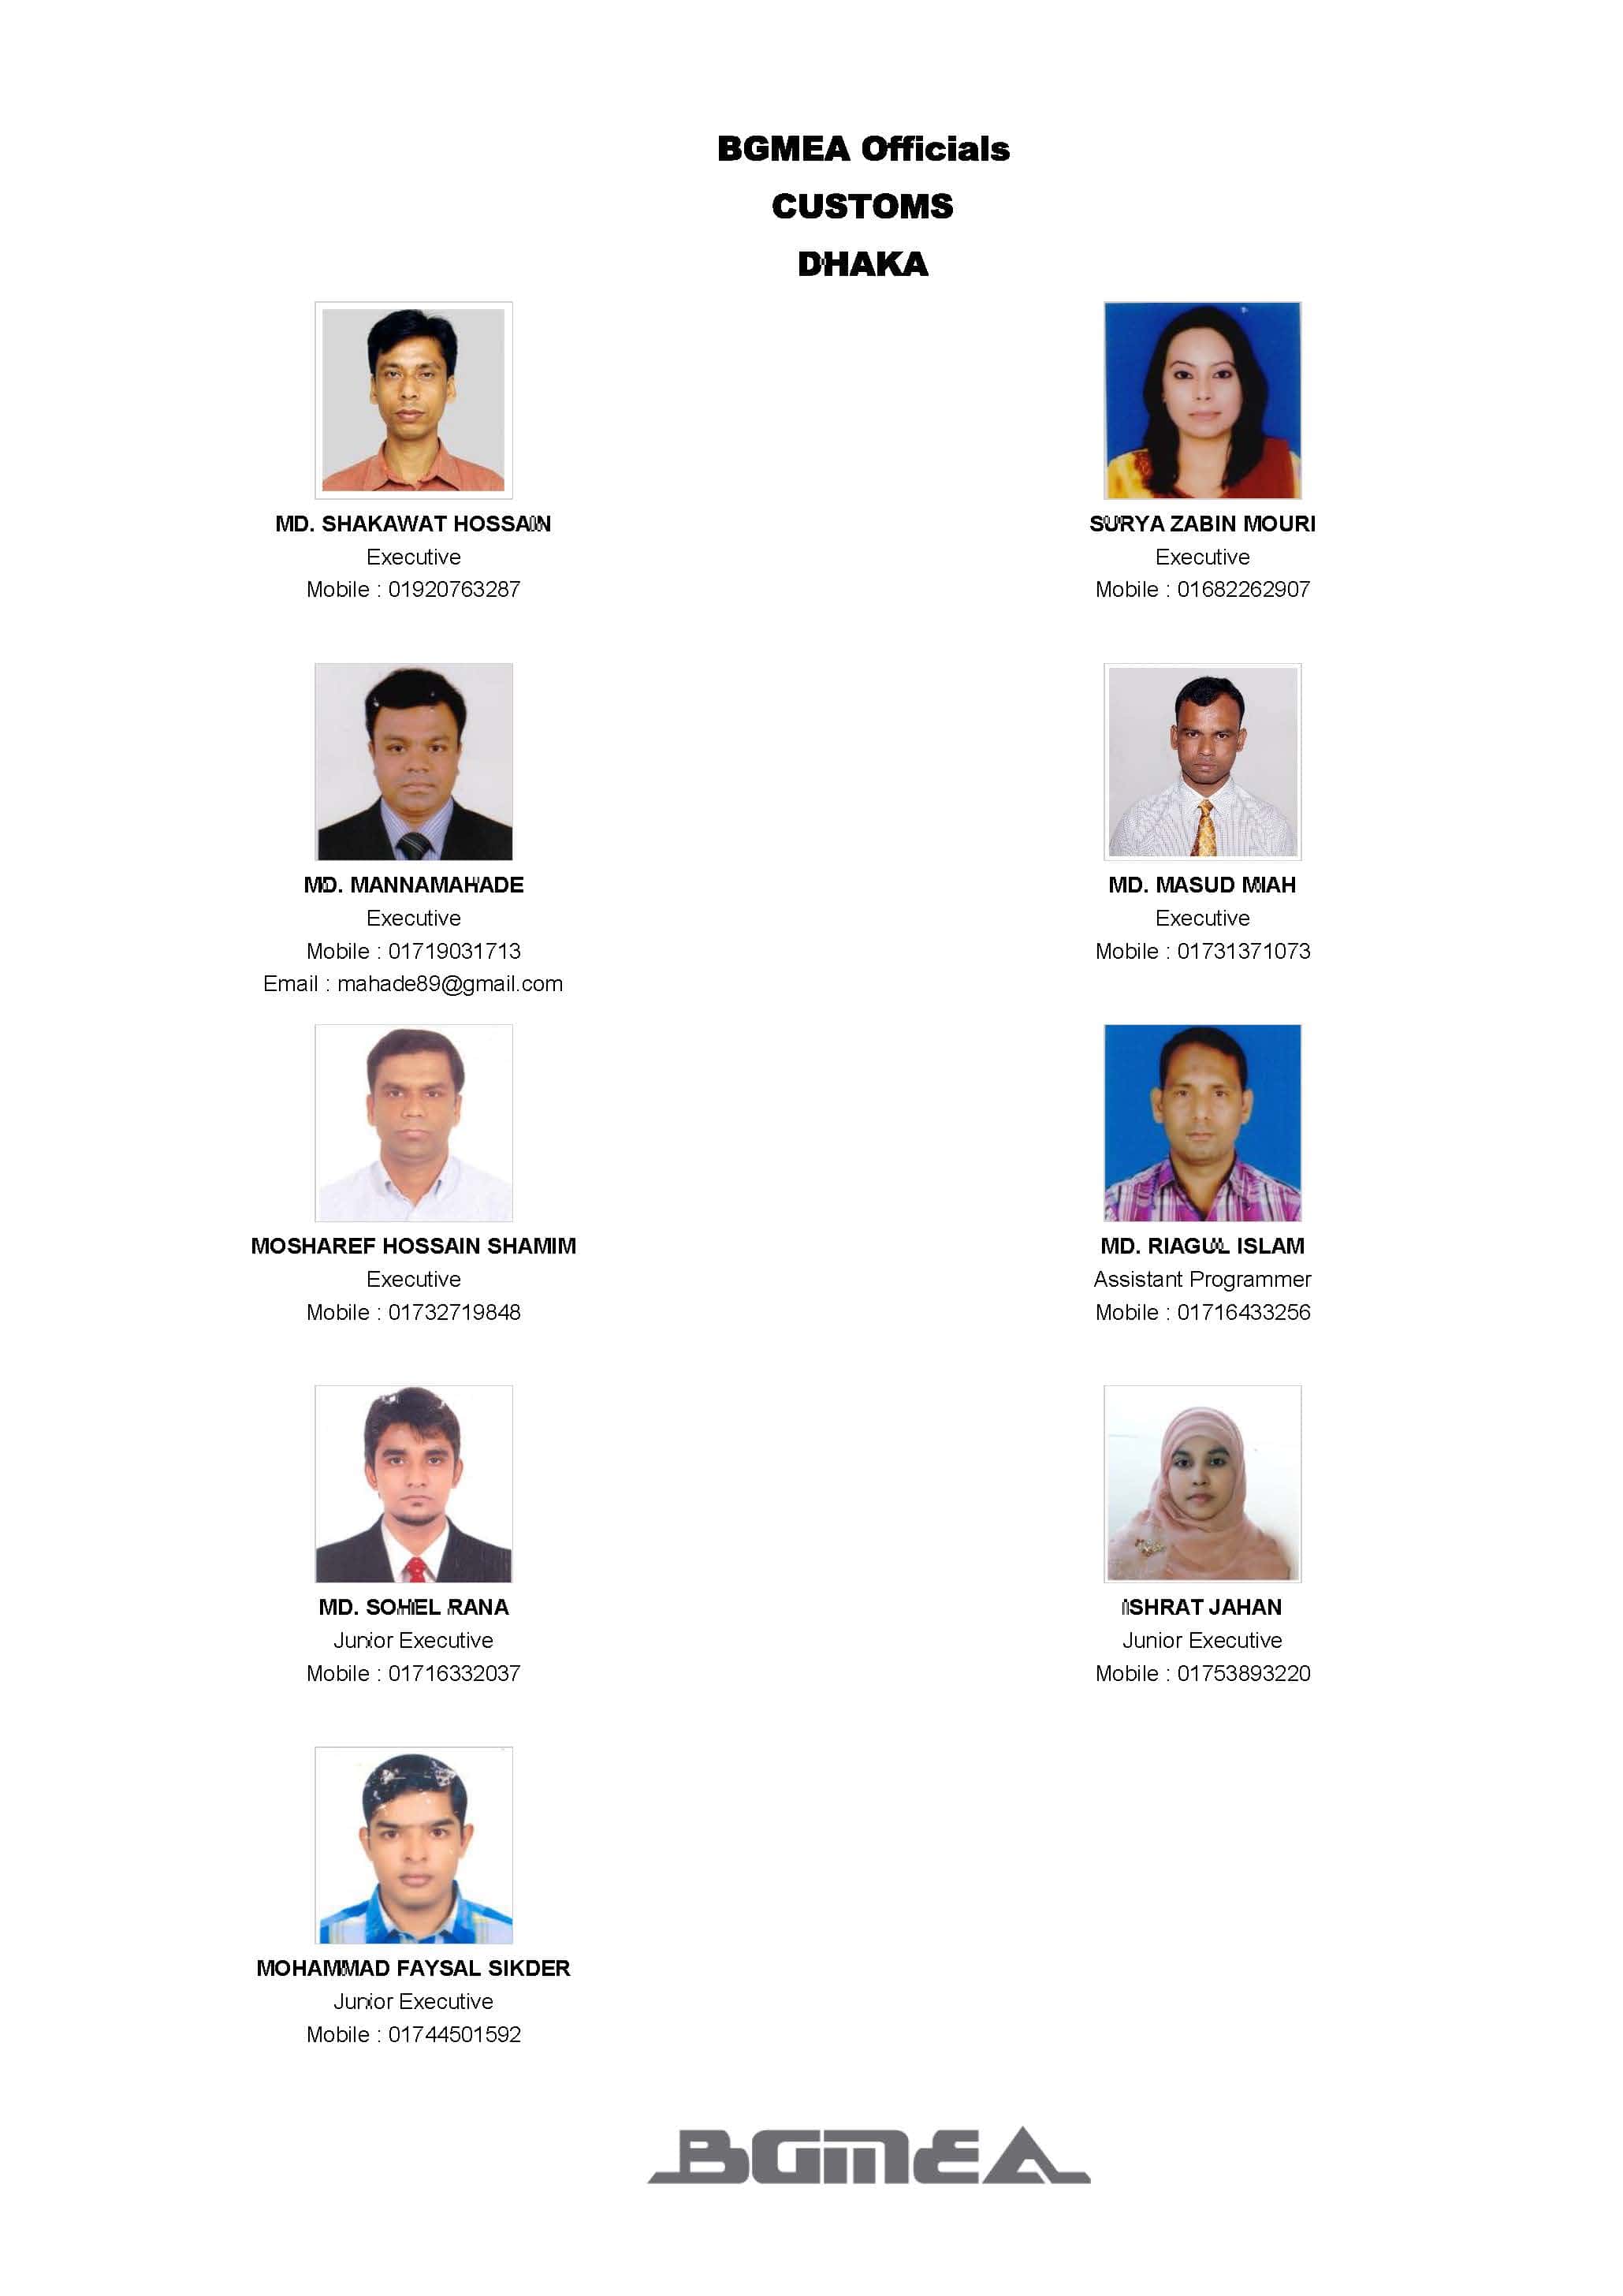 BGMEA Officials
CUSTOMS
DHAKA
MD. SHAKAWAT HOSSAIN
Executive
Mobile : 01920763287
SURYA ZABIN MOURI
Executive
Mobile : 01682262907
MD. MANNAMAHADE
Executive
Mobile : 01719031713
Email : mahade89@gmail.com
MD. MASUD MIAH
Executive
Mobile : 01731371073
MOSHAREF HOSSAIN SHAMIM
Executive
Mobile : 01732719848
MD. RIAGUL ISLAM
Assistant Programmer
Mobile : 01716433256
MD. SOHEL RANA
Junior Executive
Mobile : 01716332037
ISHRAT JAHAN
Junior Executive
Mobile : 01753893220
MOHAMMAD FAYSAL SIKDER
Junior Executive
Mobile : 01744501592
BGMEA